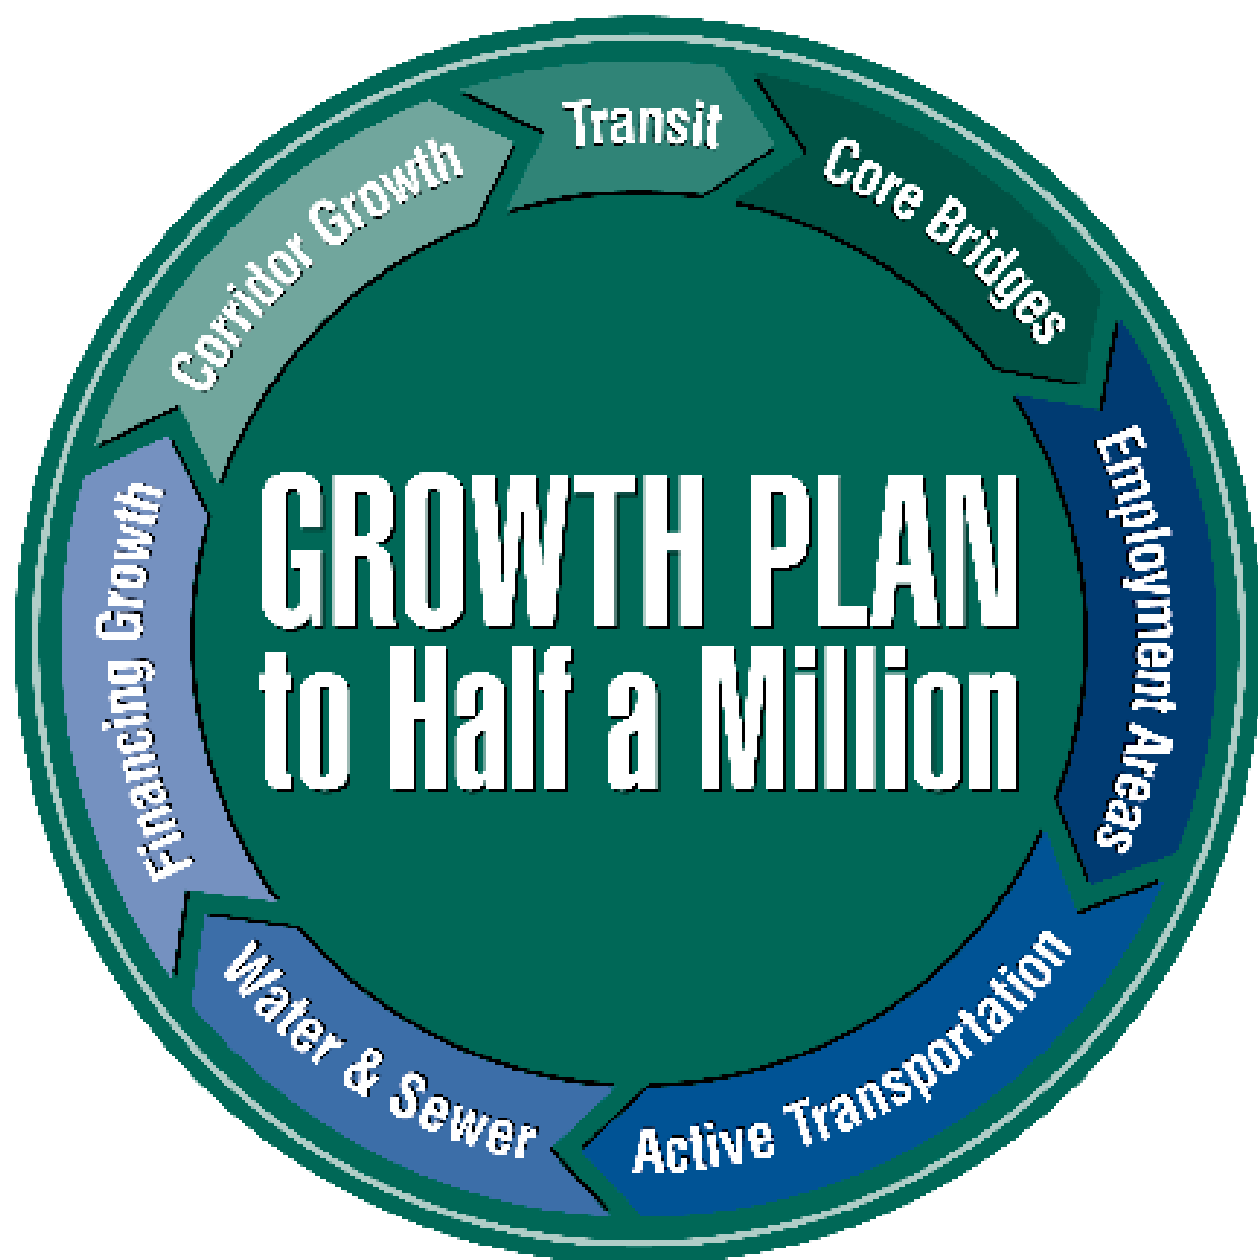 GROWTH PLAN
to Half a Million
Transit
Core Bridges
Employment Areas
Active Transportation
Water & Sewer
Financing Growth
Corridor Growth